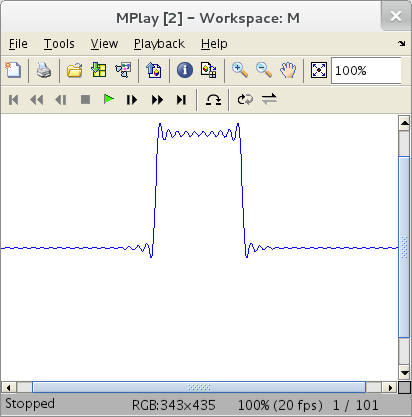 MPlay [2] - Workspace: M
File Tools View Playback Help
100%
Stopped RGB:343x435 100% (20 fps) 1 / 101